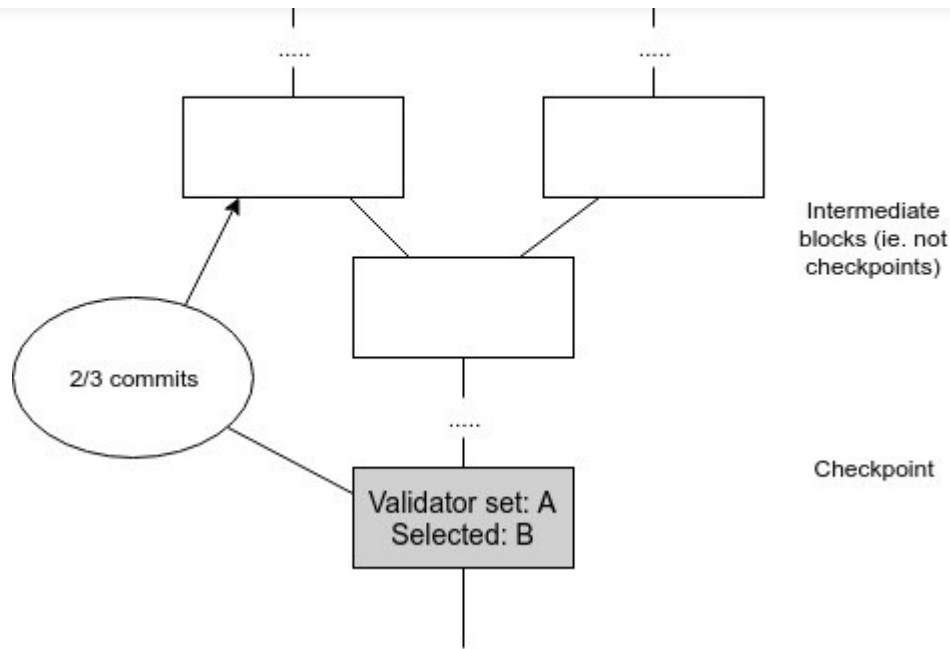 .....
.....
Intermediate
blocks (ie. not
checkpoints)
2/3 commits
.....
Checkpoint
Validator set: A
Selected: B